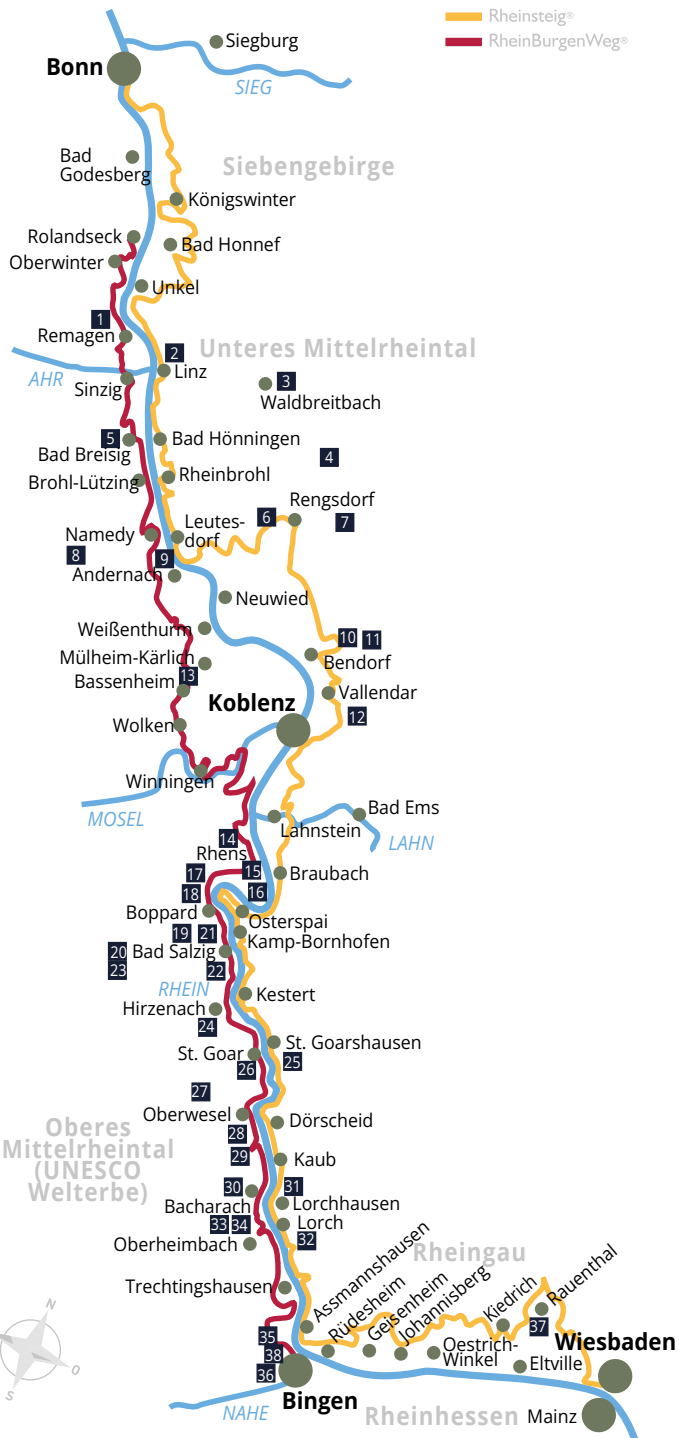 Rheinsteig®
RheinBurgenWeg®
Siegburg
Bonn
SIEG
Bad
Godesberg
Siebengebirge
Königswinter
Rolandseck
Bad Honnef
Oberwinter
Unkel
1
Remagen
2
Unteres Mittelrheintal
AHR
Linz
3
Sinzig
Waldbreitbach
5
Bad Hönningen
Bad Breisig
4
Brohl-Lützing
Rheinbrohl
Rengsdorf
6
7
Namedy
Leutes-
dorf
8
9
Andernach
Neuwied
Weißenthurm
10
11
Mülheim-Kärlich
Bendorf
13
Bassenheim
Vallendar
Koblenz
12
Wolken
Winningen
MOSEL
Bad Ems
Lahnstein
14
LAHN
Rhens
15
17
Braubach
18
16
Boppard
Osterspai
19
21
Kamp-Bornhofen
20
Bad Salzig
23
22
RHEIN
Kestert
Hirzenach
24
St. Goarshausen
St. Goar
25
26
27
Oberwesel
Dörscheid
28
Oberes
Mittelrheintal
(UNESCO
Welterbe)
29
Kaub
30
31
Bacharach
Lorchhausen
33
34
Lorch
32
Oberheimbach
Rheingau
Trechtingshausen
Assmannshausen
Rüdesheim
Geisenheim
Johannisberg
Kiedrich
Rauenthal
37
35
38
36
Oestrich-
Winkel
Eltville
Wiesbaden
Bingen
NAHE
Rheinhessen
Mainz
N
O
S